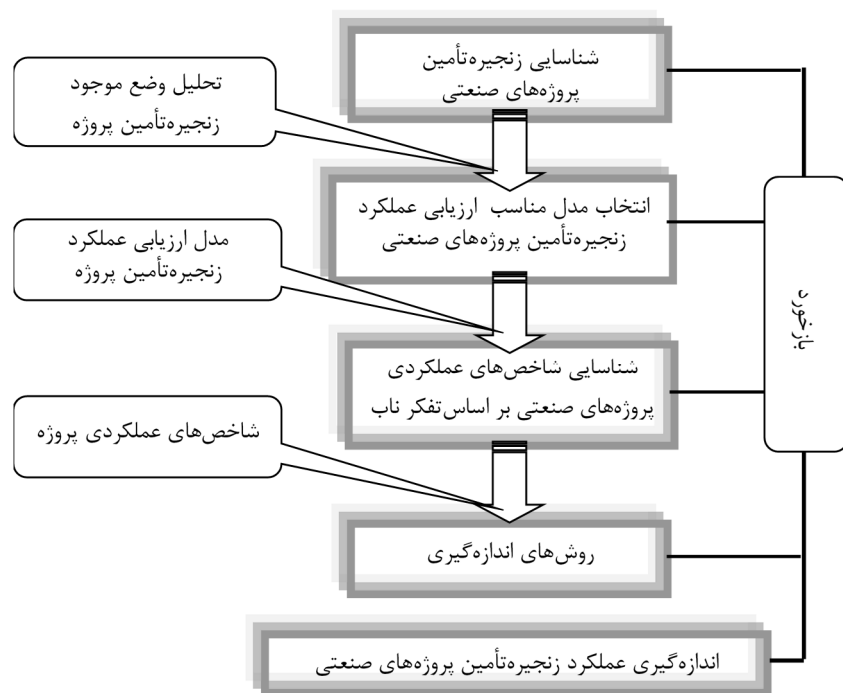 شناسایی زنجیره‌تأمین
پروژه‌های صنعتی
تحلیل وضع موجود
زنجیره‌تأمین پروژه
انتخاب مدل مناسب ارزیابی عملکرد
زنجیره‌تأمین پروژه‌های صنعتی
مدل ارزیابی عملکرد
زنجیره‌تأمین پروژه
بازخورد
شناسایی شاخص‌های عملکردی
پروژه‌های صنعتی بر اساس‌تفکر ناب
شاخص‌های عملکردی پروژه
روش‌های اندازه‌گیری
اندازه‌گیری عملکرد زنجیره‌تأمین پروژه‌های صنعتی